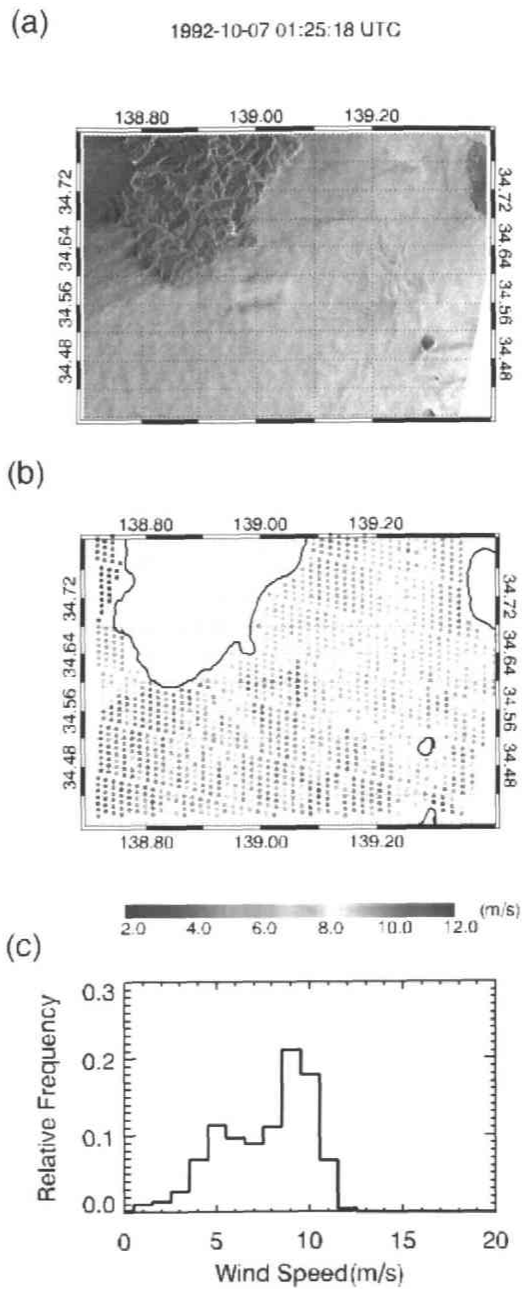 (a)
1992-10-07 01:25:18 UTC
138.80 139.00 139.20
34.72 34.72
34.64 34.64
34.56 34.56
34.48 34.48
(b)
138.80 139.00 139.20
34.72 34.72
34.64 34.64
34.56 34.56
34.48 34.48
138.80 139.00 139.20
(m/s)
2.0 4.0 6.0 8.0 10.0 12.0
(c)
0.3
0.2
0.1
0.0
Relative Frequency
0 5 10 15 20
Wind Speed(m/s)